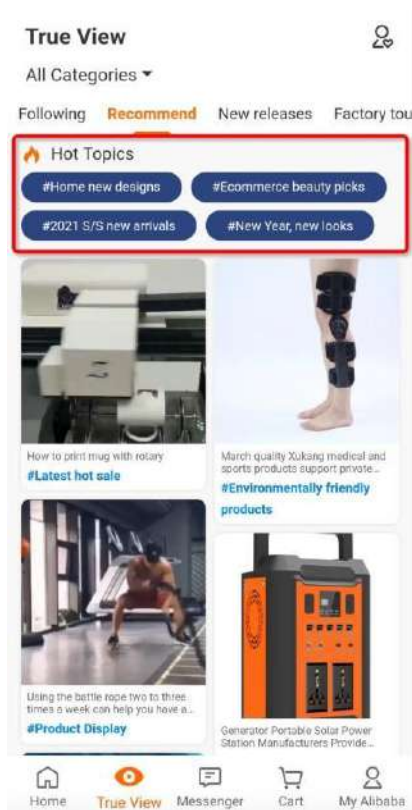 True View
All Categories
Following Recommend New releases Factory tou
Hot Topics
#Home new designs #Ecommerce beauty picks
#2021 S/S new arrivals #New Year, new looks
How to print mug with rotary
#Latest hot sale
March quality Xukang medical and
sports products support private...
#Environmentally friendly
products
Using the battle rope two to three
times a week can help you have a...
#Product Display
Generator Portable Solar Power
Station Manufacturers Provide...
Home True View Messenger Cart My Alibaba